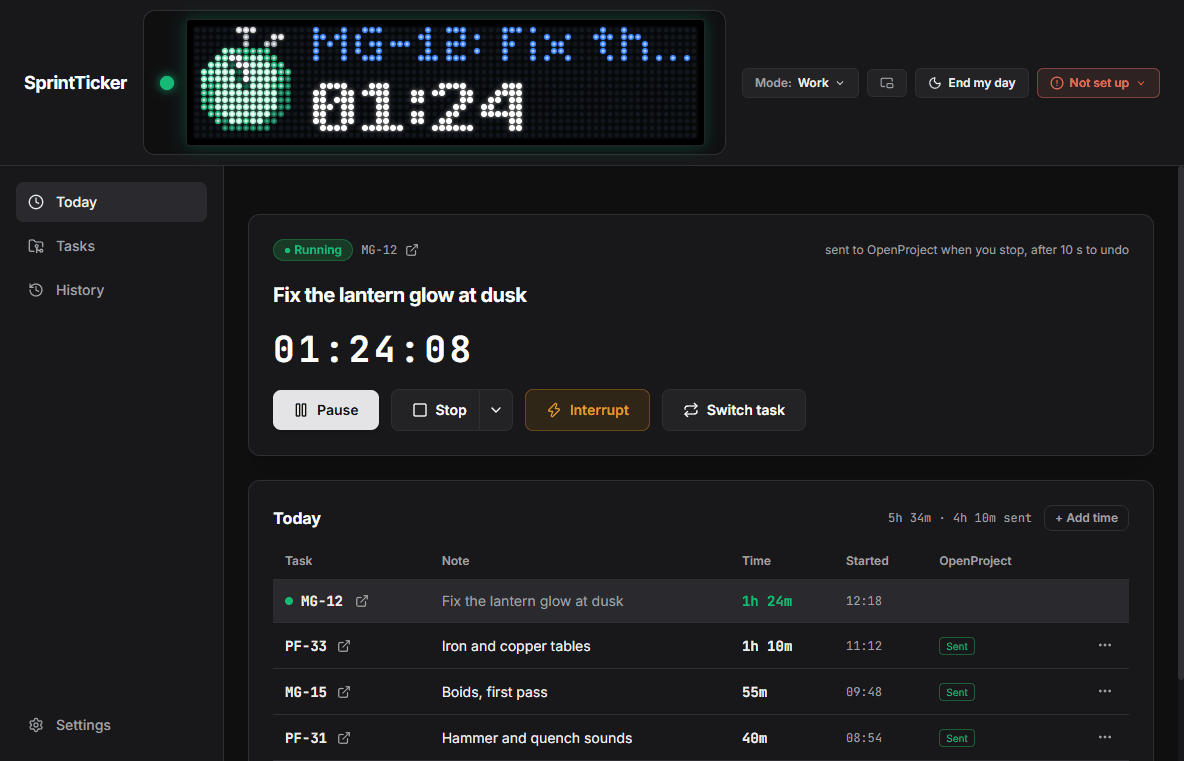 SprintTicker
MG-12: Fix th...
01:24
Mode: Work
End my day
Not set up
Today
Tasks
History
Settings
Running MG-12
sent to OpenProject when you stop, after 10 s to undo
Fix the lantern glow at dusk
01:24:08
Pause Stop Interrupt Switch task
Today
5h 34m · 4h 10m sent + Add time
Task Note Time Started OpenProject
MG-12 Fix the lantern glow at dusk 1h 24m 12:18
PF-33 Iron and copper tables 1h 10m 11:12 Sent ···
MG-15 Boids, first pass 55m 09:48 Sent ···
PF-31 Hammer and quench sounds 40m 08:54 Sent ···